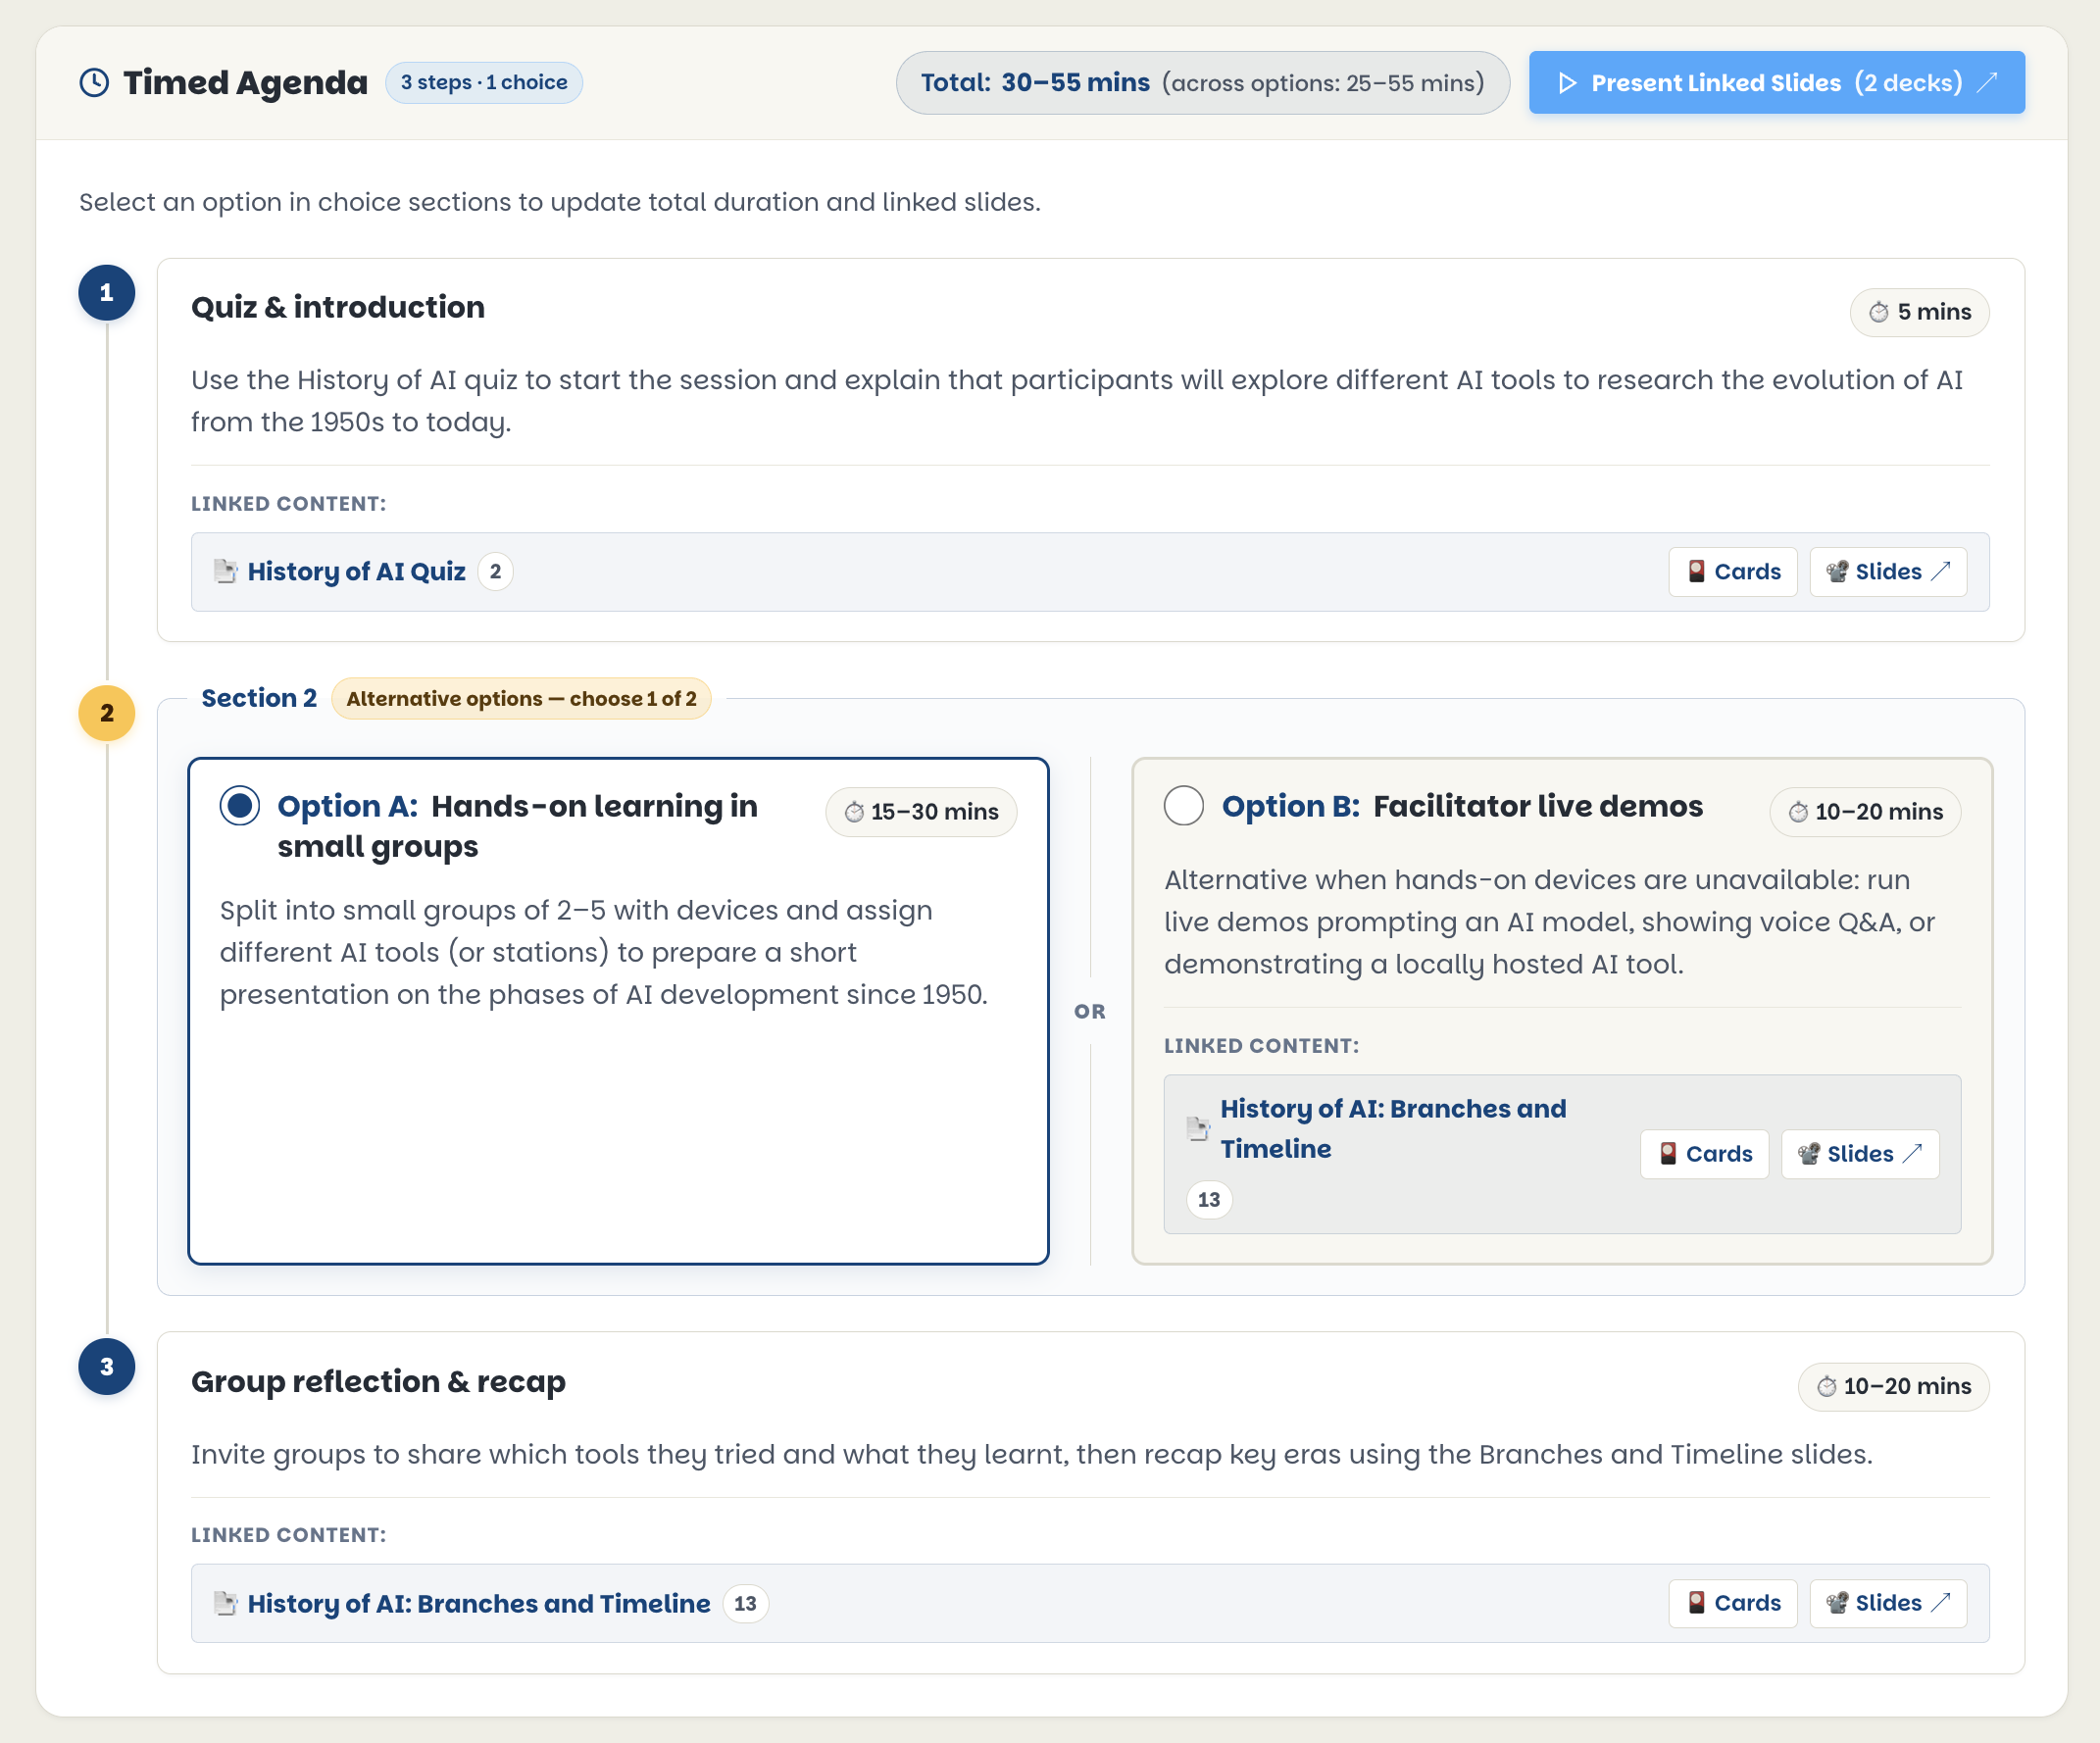 Timed Agenda
3 steps · 1 choice
Total: 30–55 mins (across options: 25–55 mins)
Present Linked Slides (2 decks) ↗
Select an option in choice sections to update total duration and linked slides.
1
Quiz & introduction
⏱ 5 mins
Use the History of AI quiz to start the session and explain that participants will explore different AI tools to research the evolution of AI
from the 1950s to today.
LINKED CONTENT:
History of AI Quiz 2
Cards
Slides ↗
2
Section 2
Alternative options — choose 1 of 2
Option A: Hands-on learning in
small groups
⏱ 15–30 mins
Split into small groups of 2–5 with devices and assign
different AI tools (or stations) to prepare a short
presentation on the phases of AI development since 1950.
OR
Option B: Facilitator live demos
⏱ 10–20 mins
Alternative when hands-on devices are unavailable: run
live demos prompting an AI model, showing voice Q&A, or
demonstrating a locally hosted AI tool.
LINKED CONTENT:
History of AI: Branches and
Timeline
13
Cards
Slides ↗
3
Group reflection & recap
⏱ 10–20 mins
Invite groups to share which tools they tried and what they learnt, then recap key eras using the Branches and Timeline slides.
LINKED CONTENT:
History of AI: Branches and Timeline 13
Cards
Slides ↗